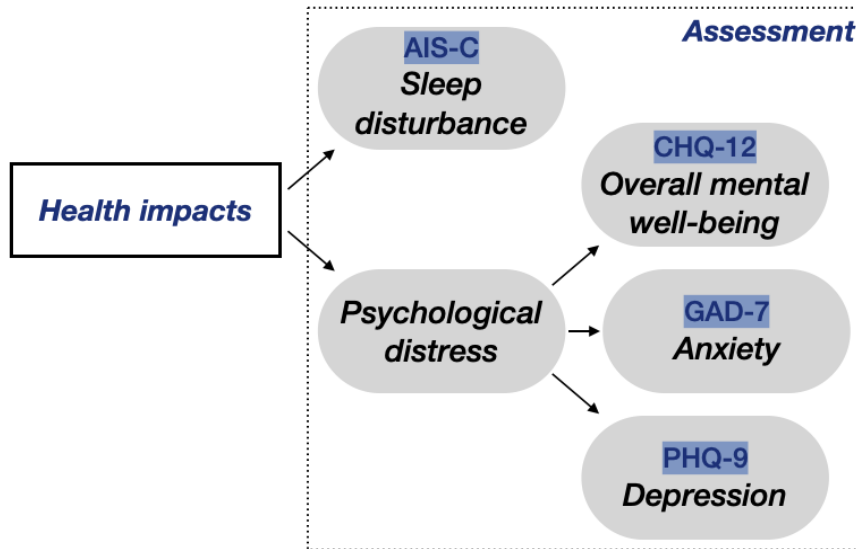 Assessment
AIS-C
Sleep
disturbance
Health impacts
CHQ-12
Overall mental
well-being
Psychological
distress
GAD-7
Anxiety
PHQ-9
Depression